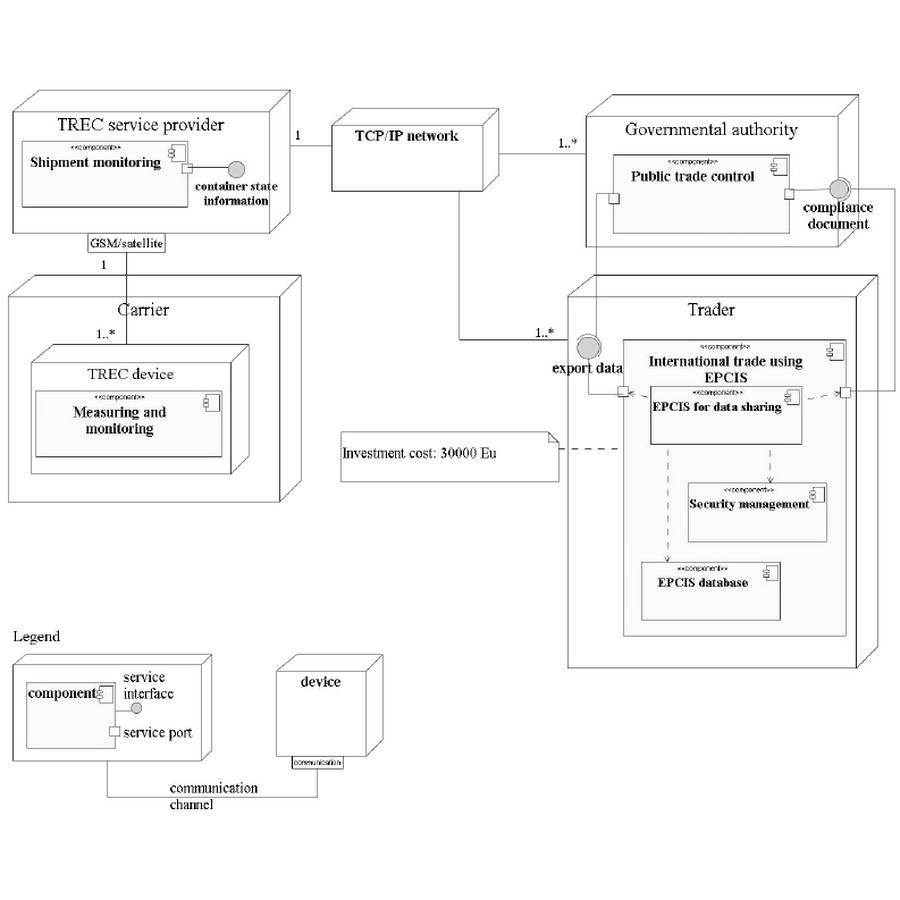 TREC service provider
<<component>>
Shipment monitoring
container state
information
GSM/satellite
1
TCP/IP network
1
1..*
Governmental authority
<<component>>
Public trade control
compliance
document
Carrier
1..*
TREC device
<<component>>
Measuring and
monitoring
Trader
1..*
export data
<<component>>
International trade using
EPCIS
<<component>>
EPCIS for data sharing
Investment cost: 30000 Eu
<<component>>
Security management
<<component>>
EPCIS database
Legend
component
service
interface
service port
device
communication
communication
channel